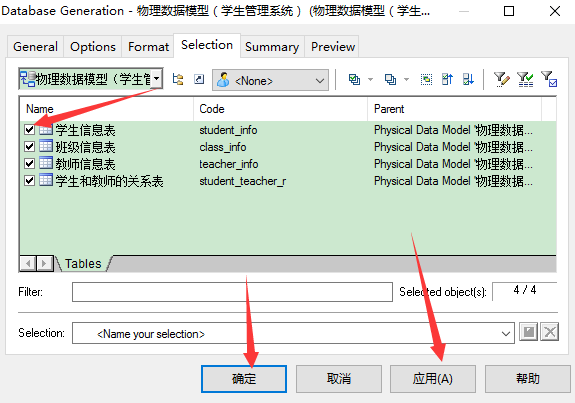 Database Generation - 物理数据模型（学生管理系统） (物理数据模型（学生...
General Options Format Selection Summary Preview
物理数据模型（学生管 <None>
Name Code Parent
学生信息表 student_info Physical Data Model '物理数据...
班级信息表 class_info Physical Data Model '物理数据...
教师信息表 teacher_info Physical Data Model '物理数据...
学生和教师的关系表 student_teacher_r Physical Data Model '物理数据...
Tables
Filter: Selected object(s): 4 / 4
Selection: <Name your selection>
确定 取消 应用(A) 帮助